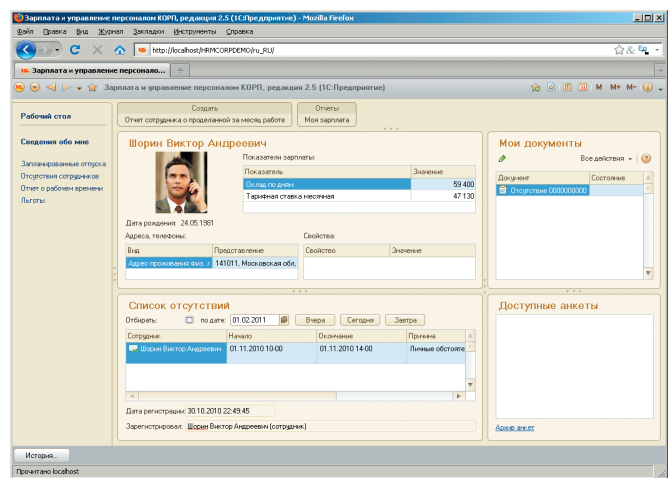 Зарплата и управление персоналом КОРП, редакция 2.5 (1С:Предприятие) - Mozilla Firefox
Файл Правка Вид Журнал Закладки Инструменты Справка
http://localhost/HRMCORPDEMO/ru_RU/
Зарплата и управление персонало...
Зарплата и управление персоналом КОРП, редакция 2.5 (1С:Предприятие)
M M+ M-
Рабочий стол
Создать
Отчеты
Отчет сотрудника о проделанной за месяц работе
Моя зарплата
Сведения обо мне
Запланированные отпуска
Отсутствия сотрудников
Отчет о рабочем времени
Льготы
Шорин Виктор Андреевич
Показатели зарплаты:
Показатель Значение
Оклад по дням 59 400
Тарифная ставка месячная 47 130
Дата рождения: 24.05.1981
Адреса, телефоны:
Свойства:
Вид Представление
Свойство Значение
Адрес проживания физ. л 141011, Московская обл,
Мои документы
Все действия
Документ Состояние
Отсутствие 0000000000
Список отсутствий
Отбирать: по дате: 01.02.2011 Вчера Сегодня Завтра
Сотрудник Начало Окончание Причина
Шорин Виктор Андреевич 01.11.2010 10-00 01.11.2010 14-00 Личные обстояте
Дата регистрации: 30.10.2010 22:49:45
Зарегистрировал: Шорин Виктор Андреевич (сотрудник)
Доступные анкеты
Архив анкет
История...
Прочитано localhost